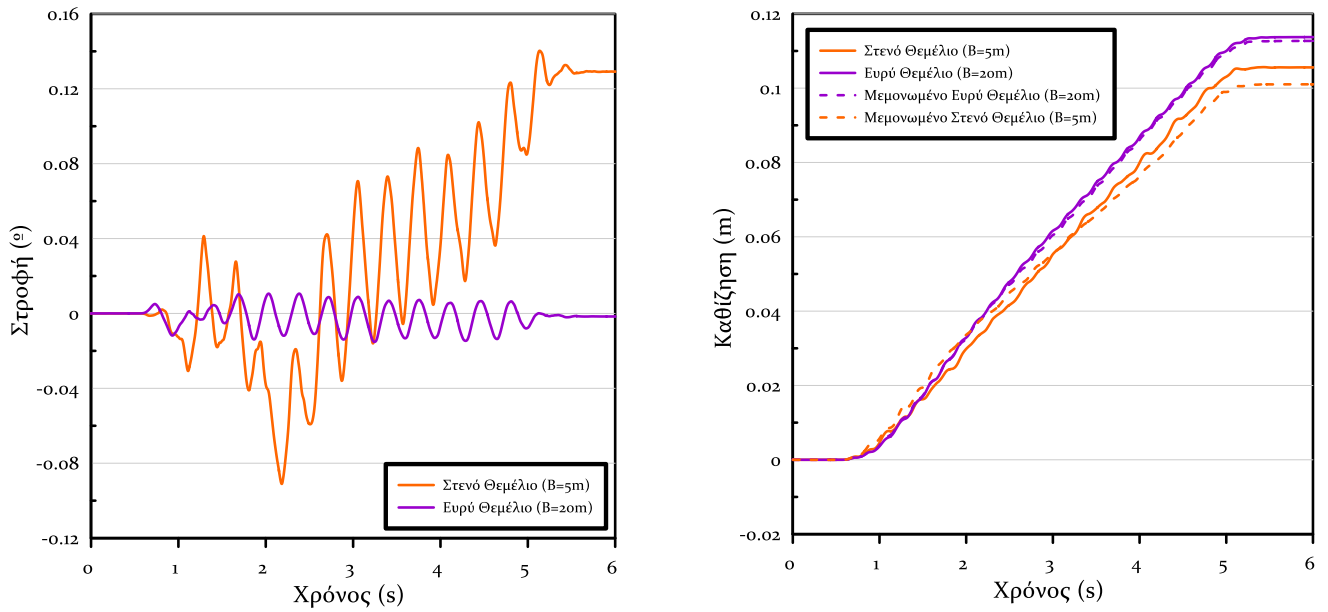 0.16
0.12
0.08
0.04
0
-0.04
-0.08
-0.12
Στροφή (º)
0 1 2 3 4 5 6
Χρόνος (s)
Στενό Θεμέλιο (B=5m)
Ευρύ Θεμέλιο (B=20m)
0.12
0.1
0.08
0.06
0.04
0.02
0
-0.02
Καθίζηση (m)
0 1 2 3 4 5 6
Χρόνος (s)
Στενό Θεμέλιο (B=5m)
Ευρύ Θεμέλιο (B=20m)
Μεμονωμένο Ευρύ Θεμέλιο (B=20m)
Μεμονωμένο Στενό Θεμέλιο (B=5m)